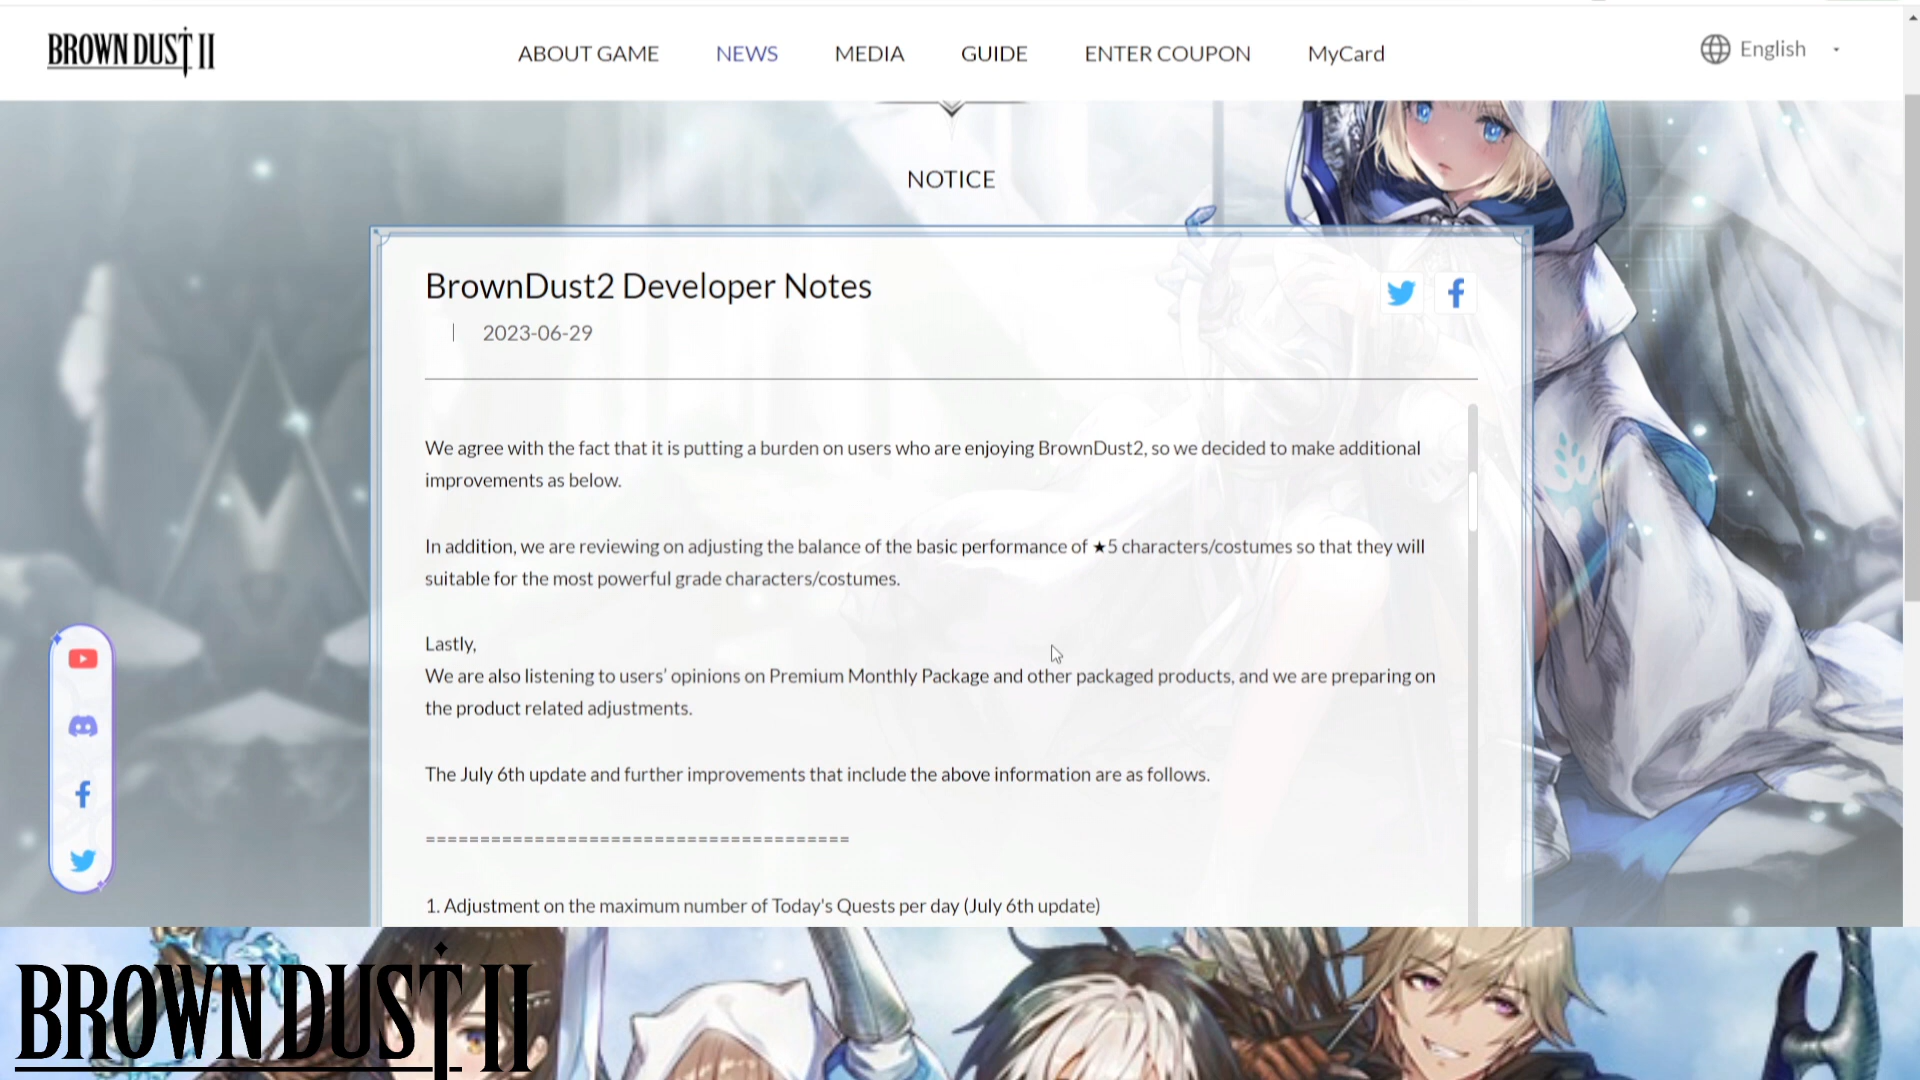 BROWN DUST II
ABOUT GAME
NEWS
MEDIA
GUIDE
ENTER COUPON
MyCard
English
NOTICE
BrownDust2 Developer Notes
| 2023-06-29
We agree with the fact that it is putting a burden on users who are enjoying BrownDust2, so we decided to make additional
improvements as below.
In addition, we are reviewing on adjusting the balance of the basic performance of ★5 characters/costumes so that they will
suitable for the most powerful grade characters/costumes.
Lastly,
We are also listening to users' opinions on Premium Monthly Package and other packaged products, and we are preparing on
the product related adjustments.
The July 6th update and further improvements that include the above information are as follows.
=======================================
1. Adjustment on the maximum number of Today's Quests per day (July 6th update)
BROWN DUST II